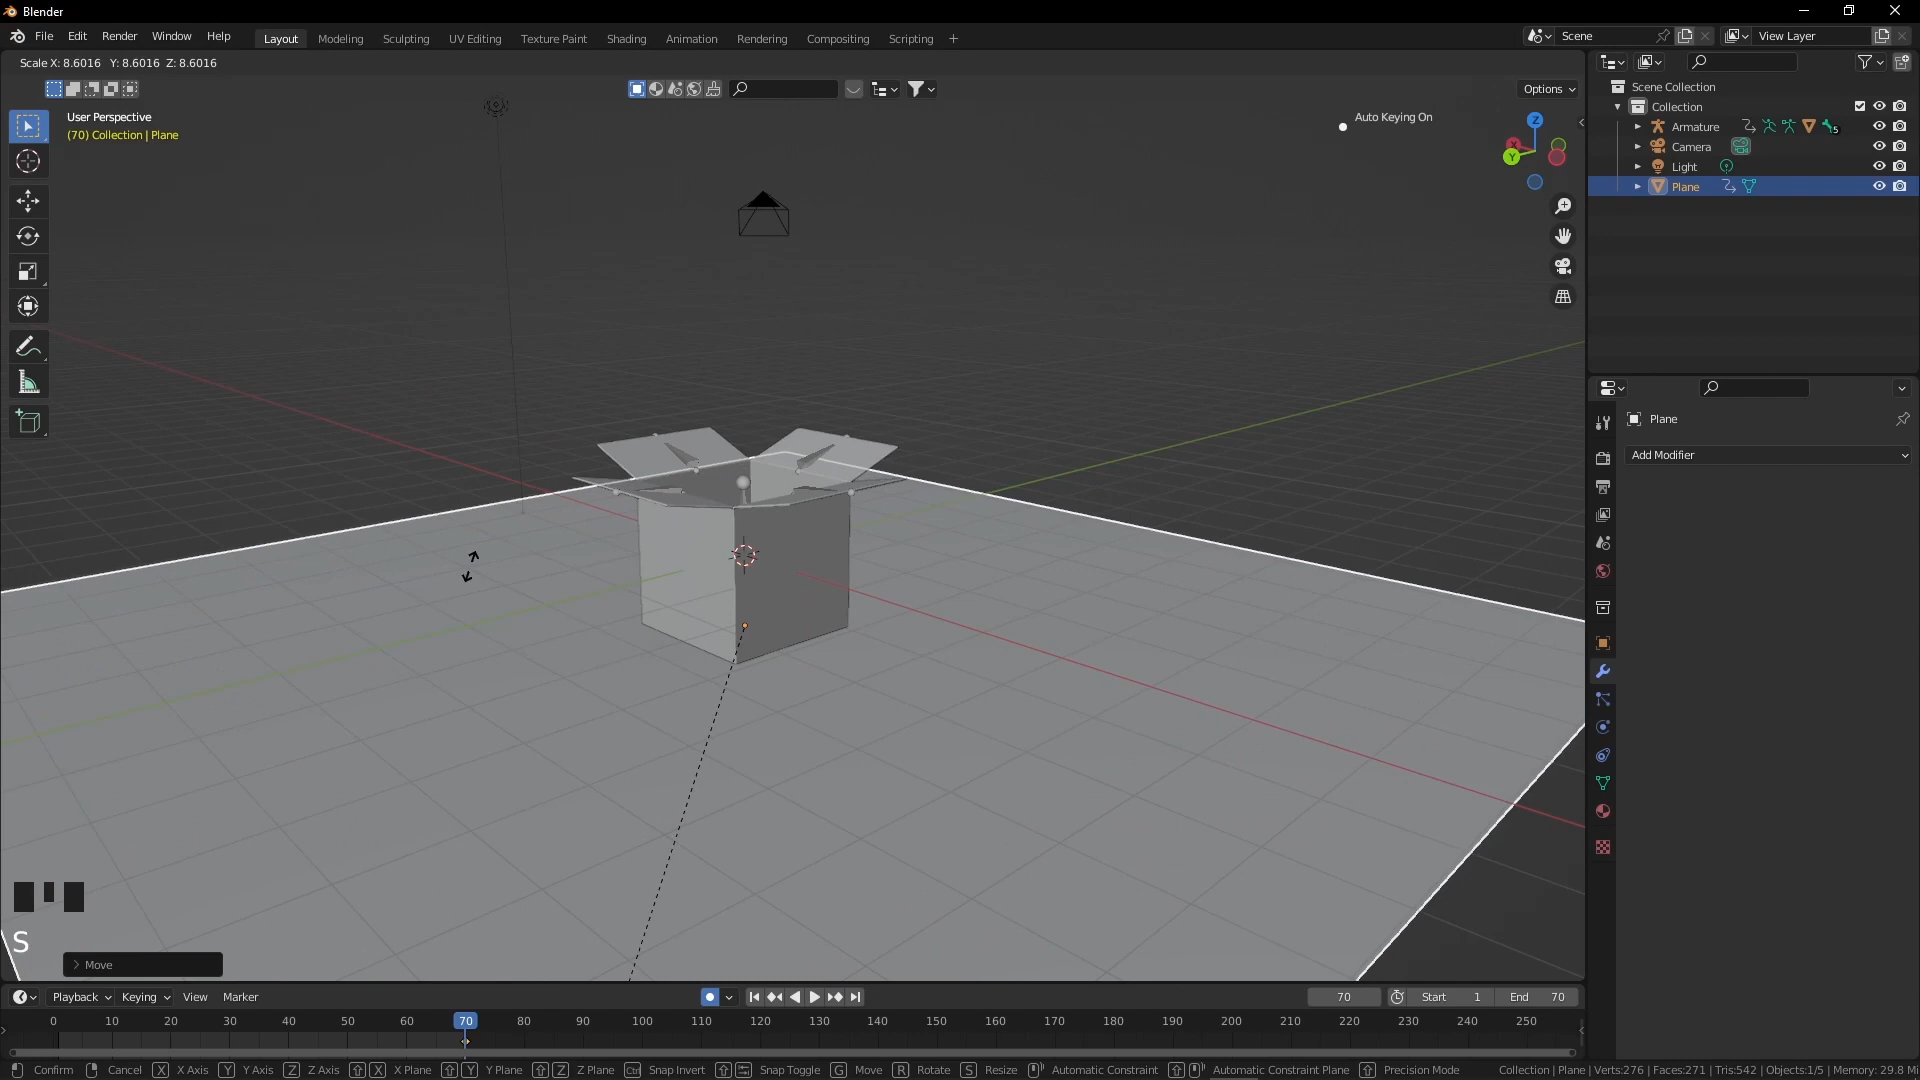 Blender
File Edit Render Window Help
Layout Modeling Sculpting UV Editing Texture Paint Shading Animation Rendering Compositing Scripting +
Scene
View Layer
Scale X: 8.6016 Y: 8.6016 Z: 8.6016
Options
User Perspective
(70) Collection | Plane
Auto Keying On
Z
Y
Scene Collection
Collection
Armature
5
Camera
Light
Plane
Plane
Add Modifier
S
Move
Playback Keying View Marker
70
Start 1
End 70
0 10 20 30 40 50 60 70 80 90 100 110 120 130 140 150 160 170 180 190 200 210 220 230 240 250
Confirm Cancel X X Axis Y Y Axis Z Z Axis X X Plane Y Y Plane Z Z Plane Ctrl Snap Invert Snap Toggle G Move R Rotate S Resize Automatic Constraint Automatic Constraint Plane Precision Mode
Collection | Plane | Verts:276 | Faces:271 | Tris:542 | Objects:1/5 | Memory: 29.8 Mi